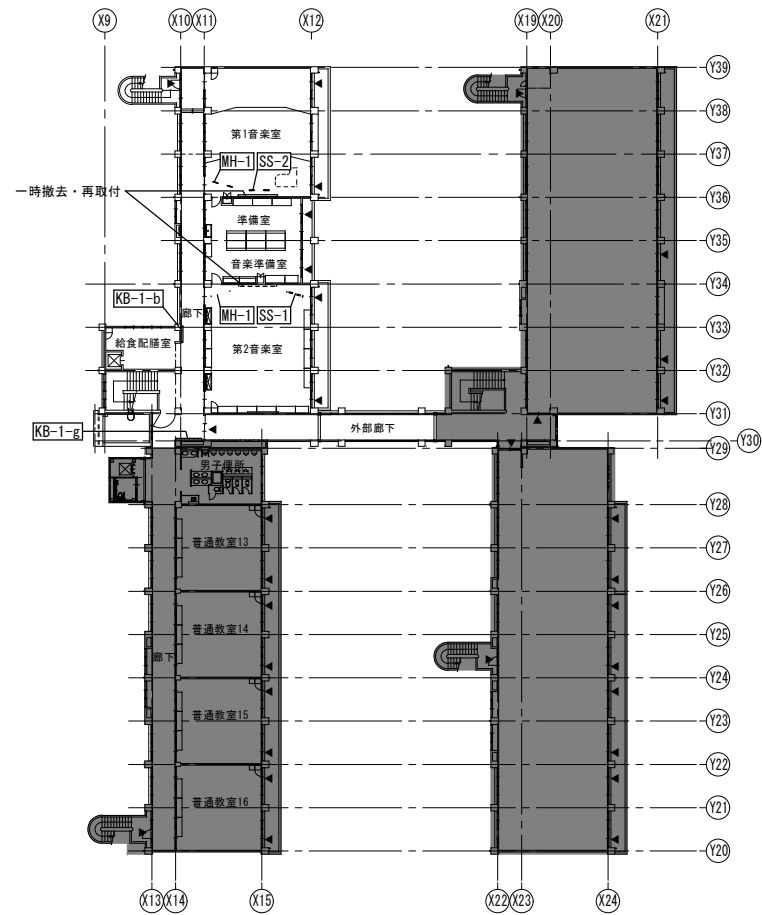 X9
X10
X11
X12
X19
X20
X21
Y39
Y38
第1音楽室
Y37
MH-1
SS-2
一時撤去・再取付
Y36
準備室
Y35
音楽準備室
Y34
KB-1-b
廊下
MH-1
SS-1
Y33
給食配膳室
第2音楽室
Y32
Y31
KB-1-g
外部廊下
Y30
Y29
男子便所
Y28
普通教室13
Y27
Y26
普通教室14
Y25
廊下
Y24
普通教室15
Y23
Y22
普通教室16
Y21
Y20
X13
X14
X15
X22
X23
X24